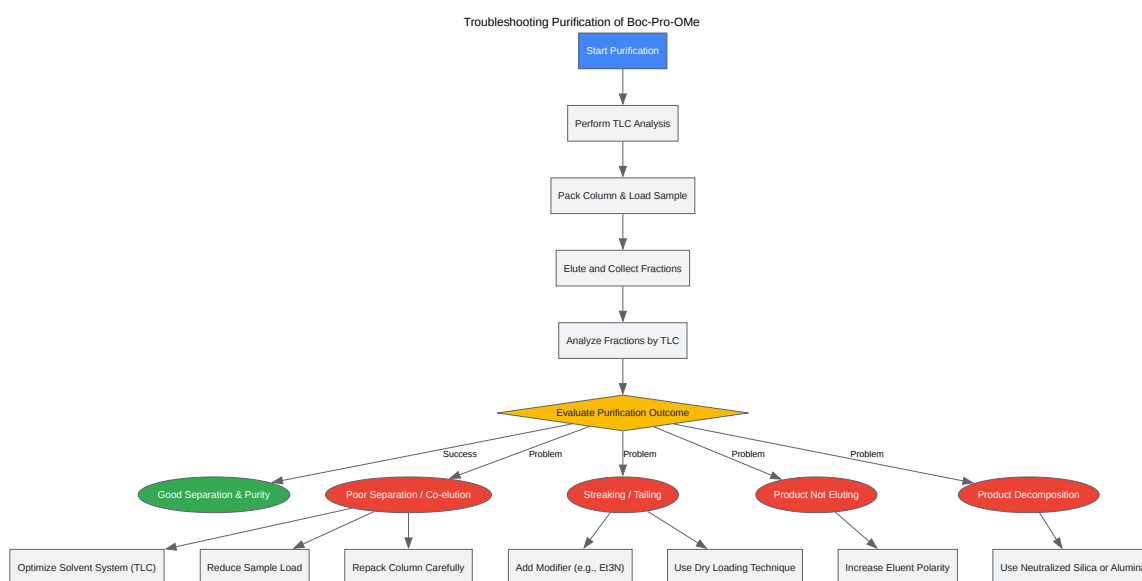 Troubleshooting Purification of Boc-Pro-OMe
Start Purification
Perform TLC Analysis
Pack Column & Load Sample
Elute and Collect Fractions
Analyze Fractions by TLC
Evaluate Purification Outcome
Success
Problem
Problem
Problem
Problem
Good Separation & Purity
Poor Separation / Co-elution
Streaking / Tailing
Product Not Eluting
Product Decomposition
Optimize Solvent System (TLC)
Reduce Sample Load
Repack Column Carefully
Add Modifier (e.g., Et3N)
Use Dry Loading Technique
Increase Eluent Polarity
Use Neutralized Silica or Alumina